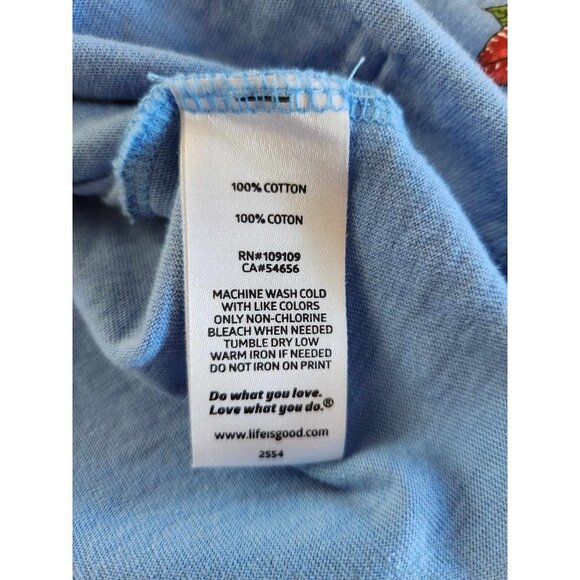 100% COTTON
100% COTON
RN#109109
CA#54656
MACHINE WASH COLD
WITH LIKE COLORS
ONLY NON-CHLORINE
BLEACH WHEN NEEDED
TUMBLE DRY LOW
WARM IRON IF NEEDED
DO NOT IRON ON PRINT
Do what you love.
Love what you do.®
www.lifeisgood.com
2554